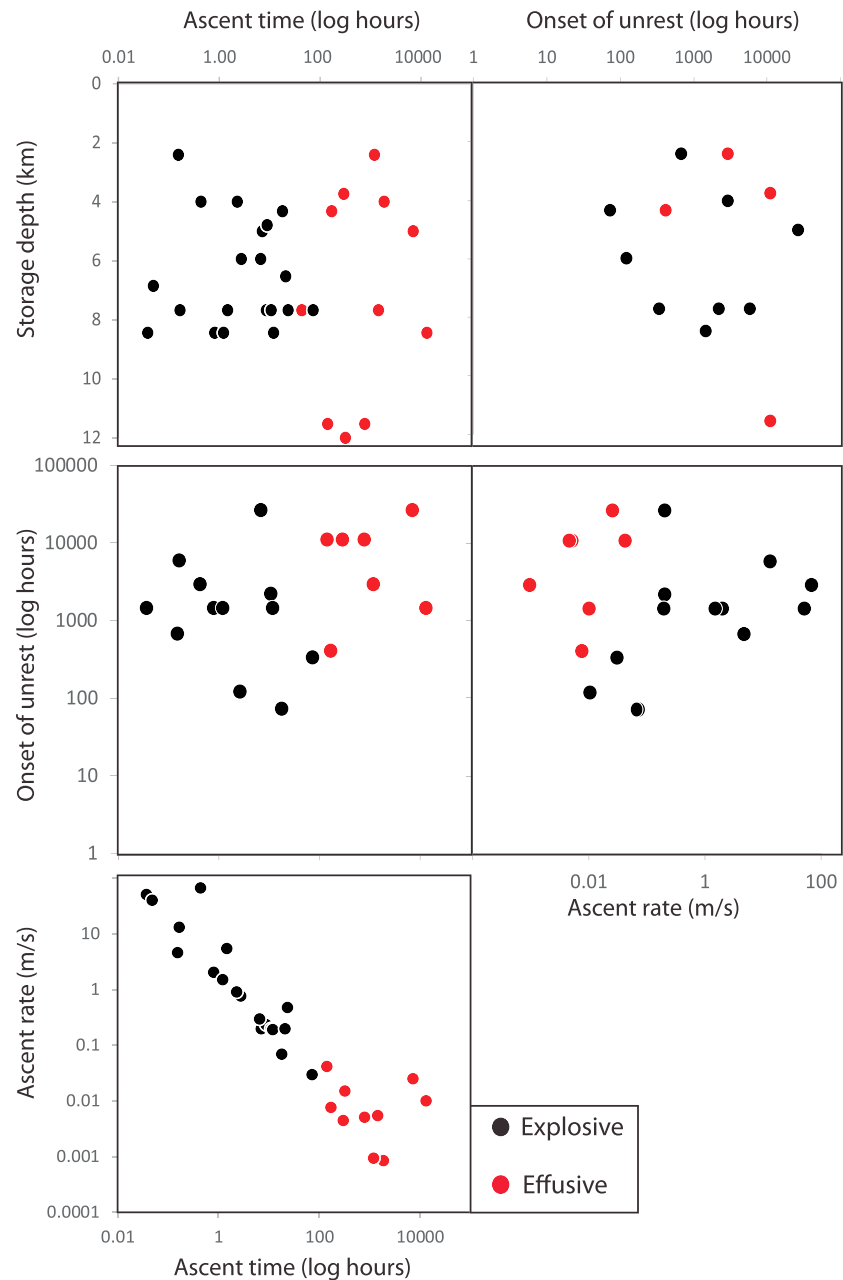 Ascent time (log hours) Onset of unrest (log hours)
0.01 1.00 100 10000 1 10 100 1000 10000
Storage depth (km)
0
2
4
6
8
10
12
Onset of unrest (log hours)
100000
10000
1000
100
10
1
0.01 1 100
Ascent rate (m/s)
Ascent rate (m/s)
10
1
0.1
0.01
0.001
0.0001
Explosive
Effusive
0.01 1 100 10000
Ascent time (log hours)